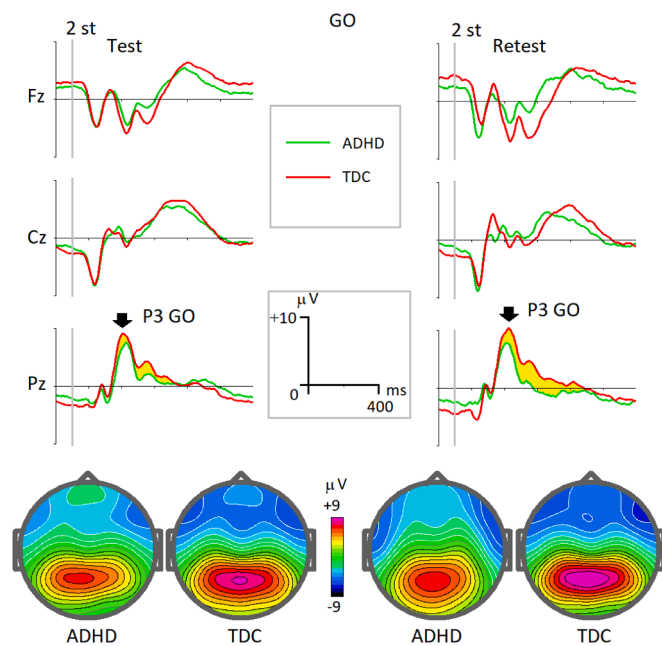 GO
2 st
Test
2 st
Retest
Fz
ADHD
TDC
Cz
P3 GO
μV
+10
0
ms
400
P3 GO
Pz
μV
+9
-9
ADHD
TDC
ADHD
TDC